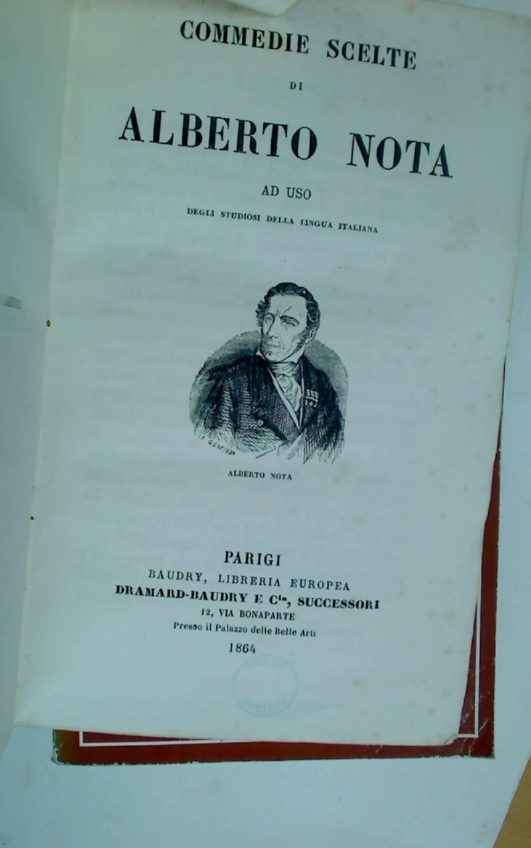 COMMEDIE SCELTE
DI
ALBERTO NOTA
AD USO
DEGLI STUDIOSI DELLA LINGUA ITALIANA
ALBERTO NOTA
PARIGI
BAUDRY, LIBRERIA EUROPEA
DRAMARD-BAUDRY E Cia, SUCCESSORI
12, VIA BONAPARTE
Presso il Palazzo delle Belle Arti
1864